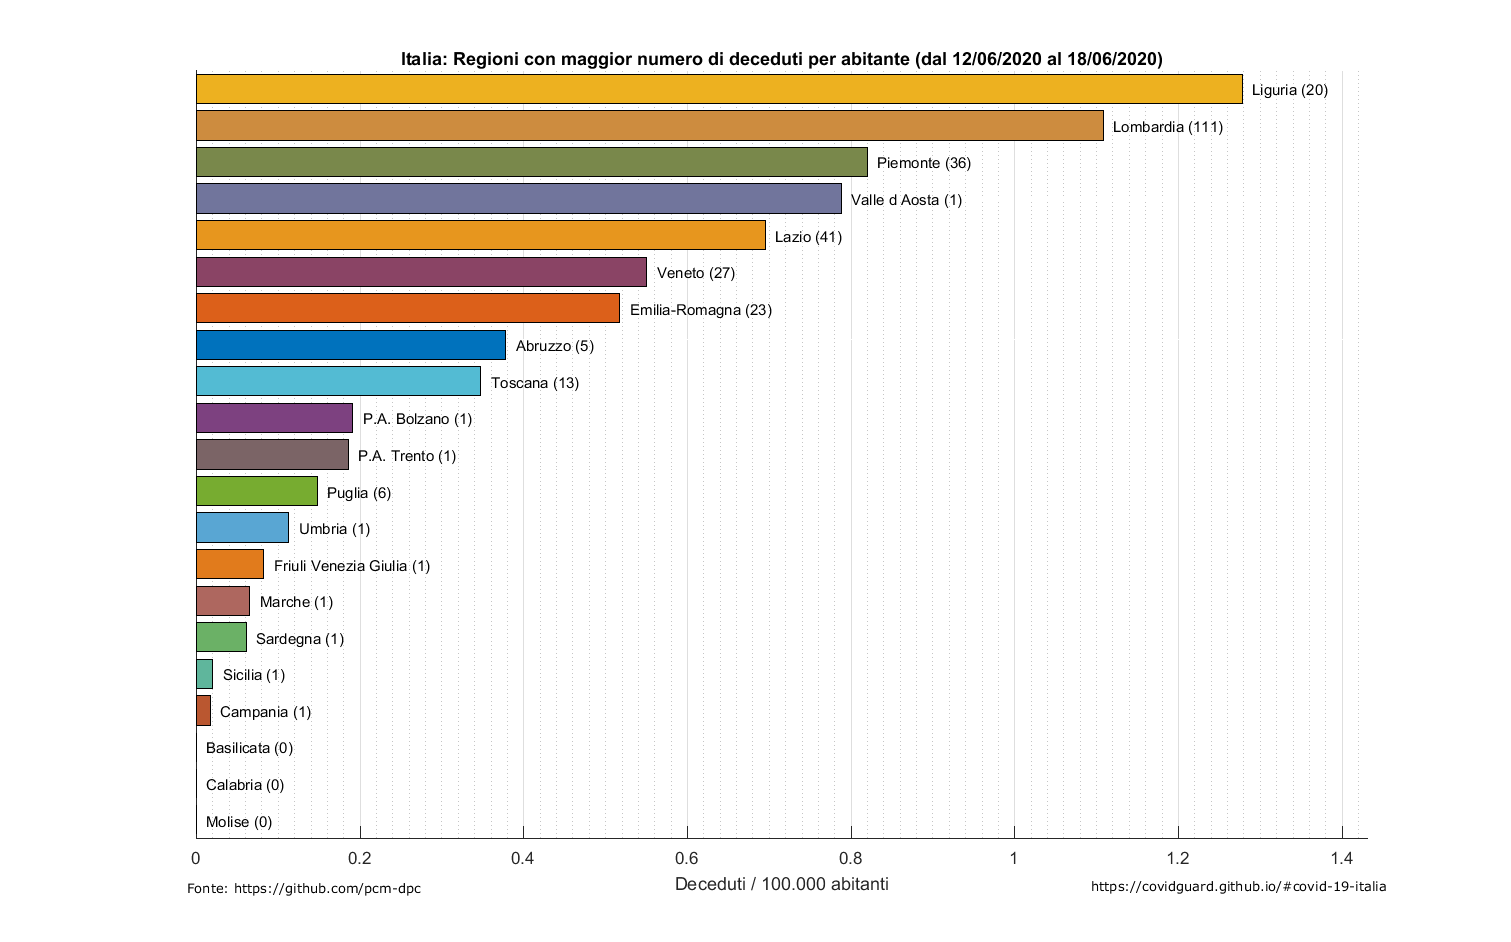 Italia: Regioni con maggior numero di deceduti per abitante (dal 12/06/2020 al 18/06/2020)
Liguria (20)
Lombardia (111)
Piemonte (36)
Valle d Aosta (1)
Lazio (41)
Veneto (27)
Emilia-Romagna (23)
Abruzzo (5)
Toscana (13)
P.A. Bolzano (1)
P.A. Trento (1)
Puglia (6)
Umbria (1)
Friuli Venezia Giulia (1)
Marche (1)
Sardegna (1)
Sicilia (1)
Campania (1)
Basilicata (0)
Calabria (0)
Molise (0)
0 0.2 0.4 0.6 0.8 1 1.2 1.4
Deceduti / 100.000 abitanti
Fonte: https://github.com/pcm-dpc
https://covidguard.github.io/#covid-19-italia